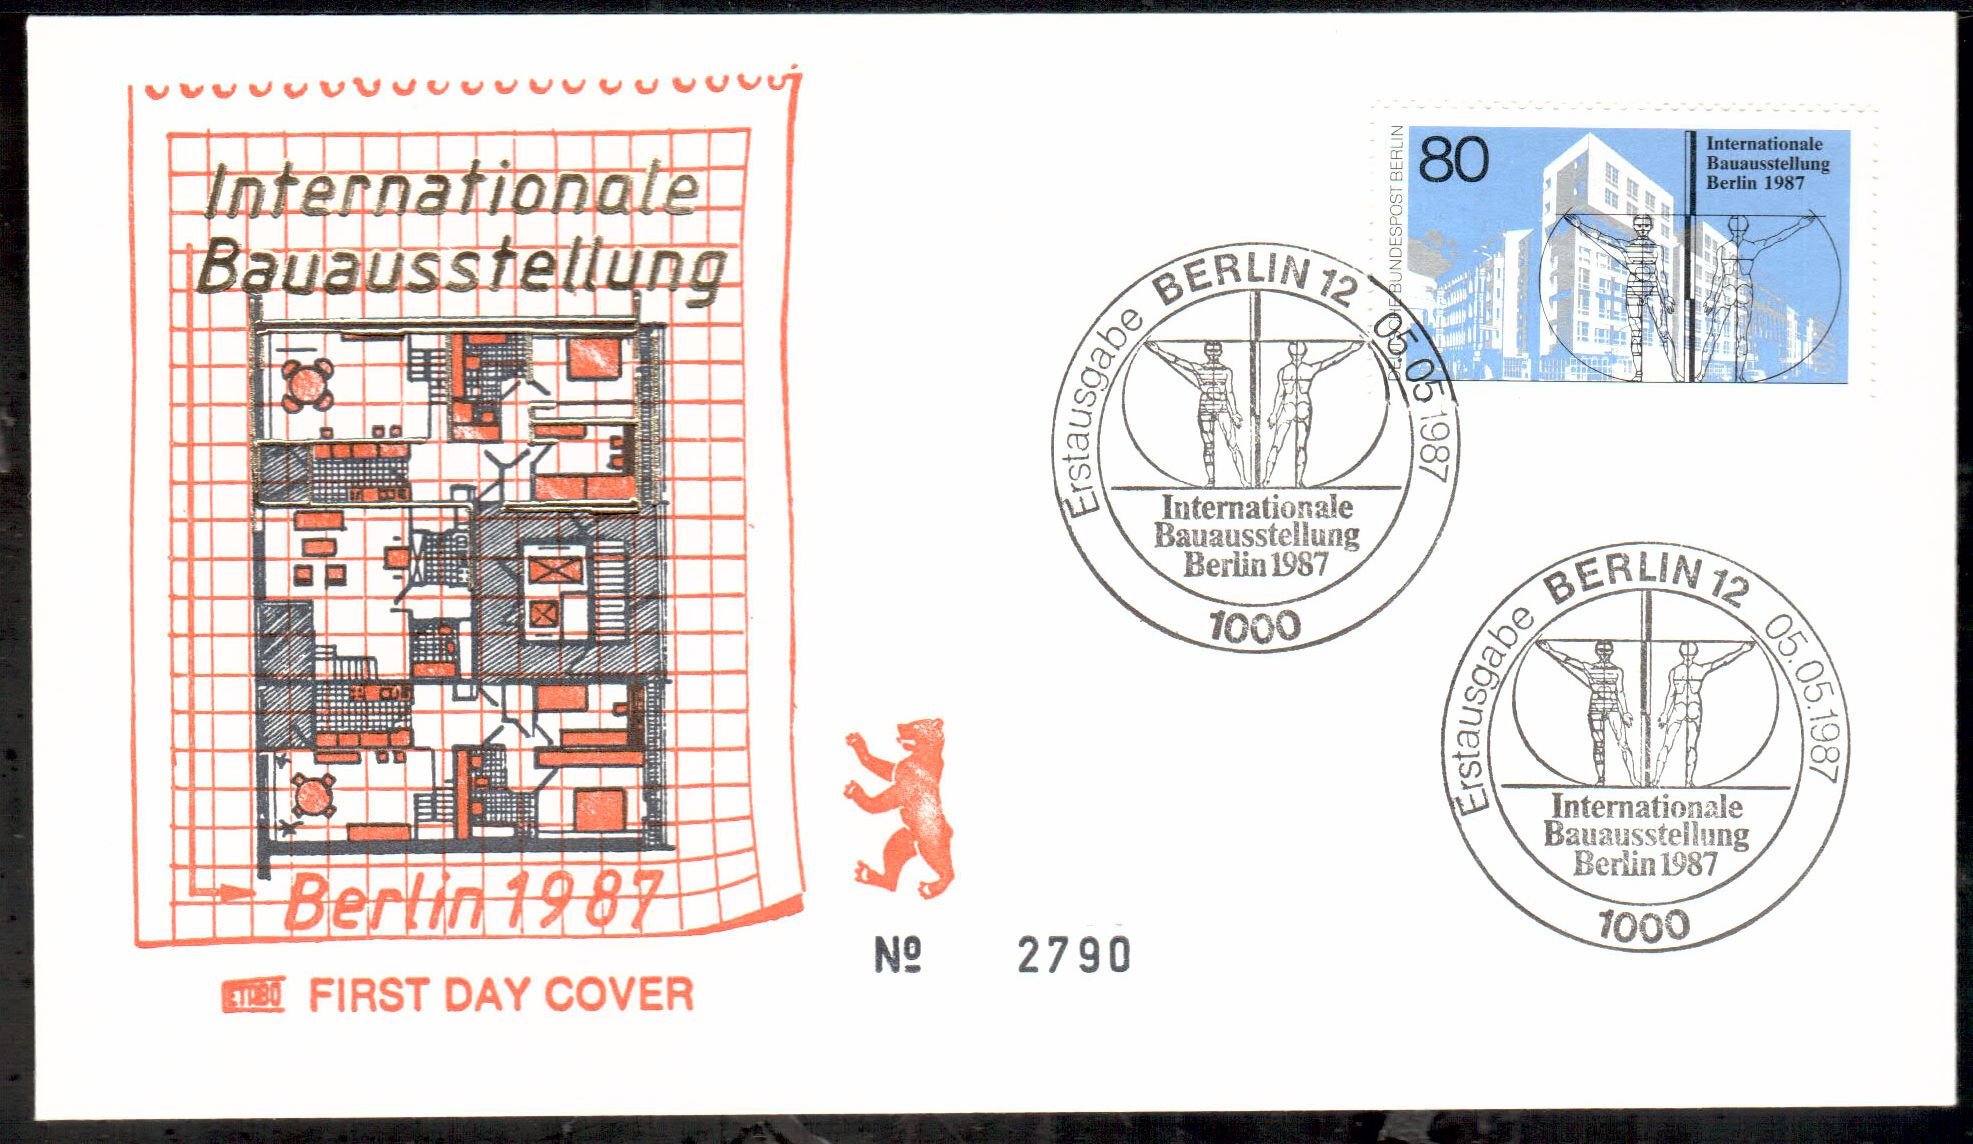 Internationale
Bauausstellung
Berlin 1987
ETABO FIRST DAY COVER
Nº 2790
80
DEUTSCHE BUNDESPOST BERLIN
Internationale
Bauausstellung
Berlin 1987
Erstausgabe BERLIN 12 05.05.1987
Internationale
Bauausstellung
Berlin 1987
1000
Erstausgabe BERLIN 12 05.05.1987
Internationale
Bauausstellung
Berlin 1987
1000